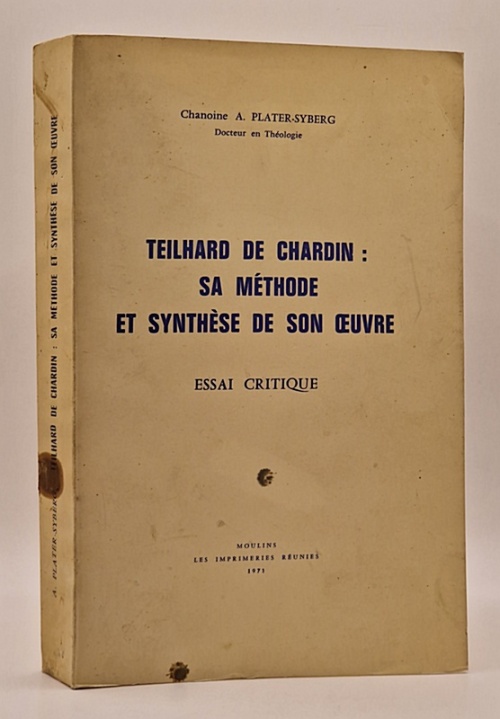 Chanoine A. PLATER-SYBERG
Docteur en Théologie
TEILHARD DE CHARDIN :
SA MÉTHODE
ET SYNTHÈSE DE SON ŒUVRE
ESSAI CRITIQUE
MOULINS
LES IMPRIMERIES RÉUNIES
1971
A. PLATER-SYBERG TEILHARD DE CHARDIN : SA MÉTHODE ET SYNTHÈSE DE SON ŒUVRE